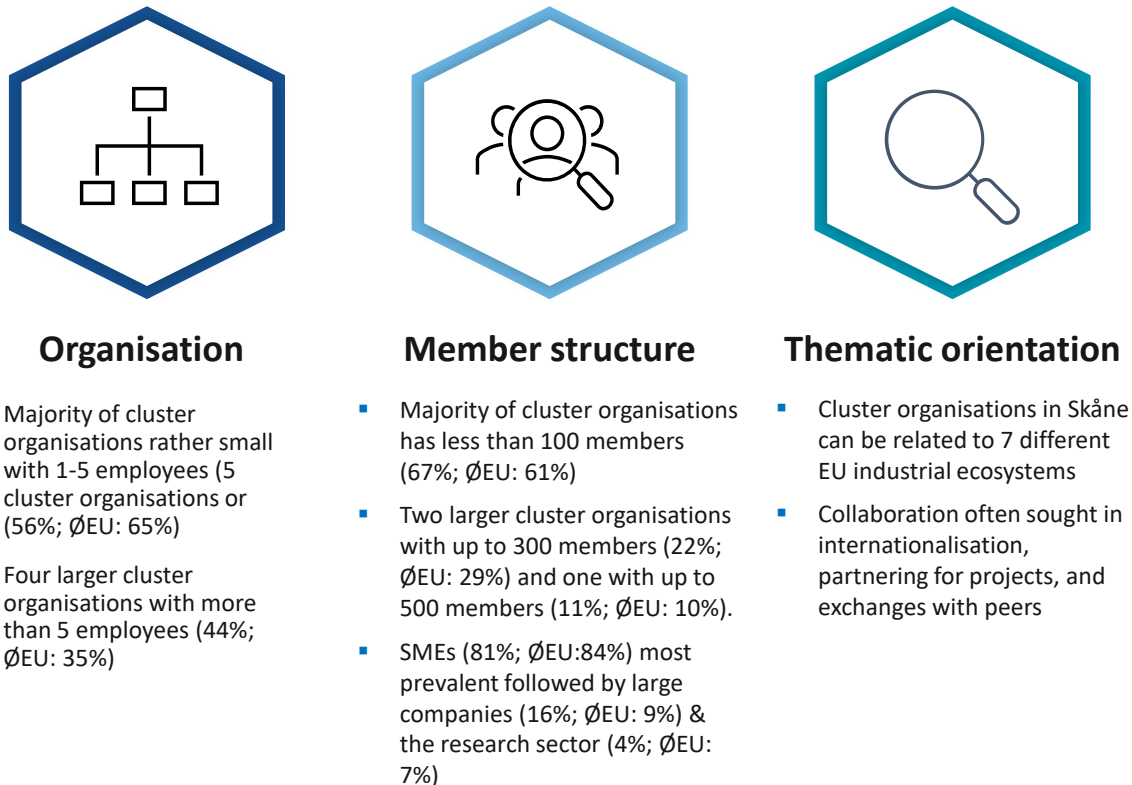 Organisation
Majority of cluster
organisations rather small
with 1-5 employees (5
cluster organisations or
(56%; ØEU: 65%)
Four larger cluster
organisations with more
than 5 employees (44%;
ØEU: 35%)
Member structure
▪ Majority of cluster organisations
has less than 100 members
(67%; ØEU: 61%)
▪ Two larger cluster organisations
with up to 300 members (22%;
ØEU: 29%) and one with up to
500 members (11%; ØEU: 10%).
▪ SMEs (81%; ØEU:84%) most
prevalent followed by large
companies (16%; ØEU: 9%) &
the research sector (4%; ØEU:
7%)
Thematic orientation
▪ Cluster organisations in Skåne
can be related to 7 different
EU industrial ecosystems
▪ Collaboration often sought in
internationalisation,
partnering for projects, and
exchanges with peers